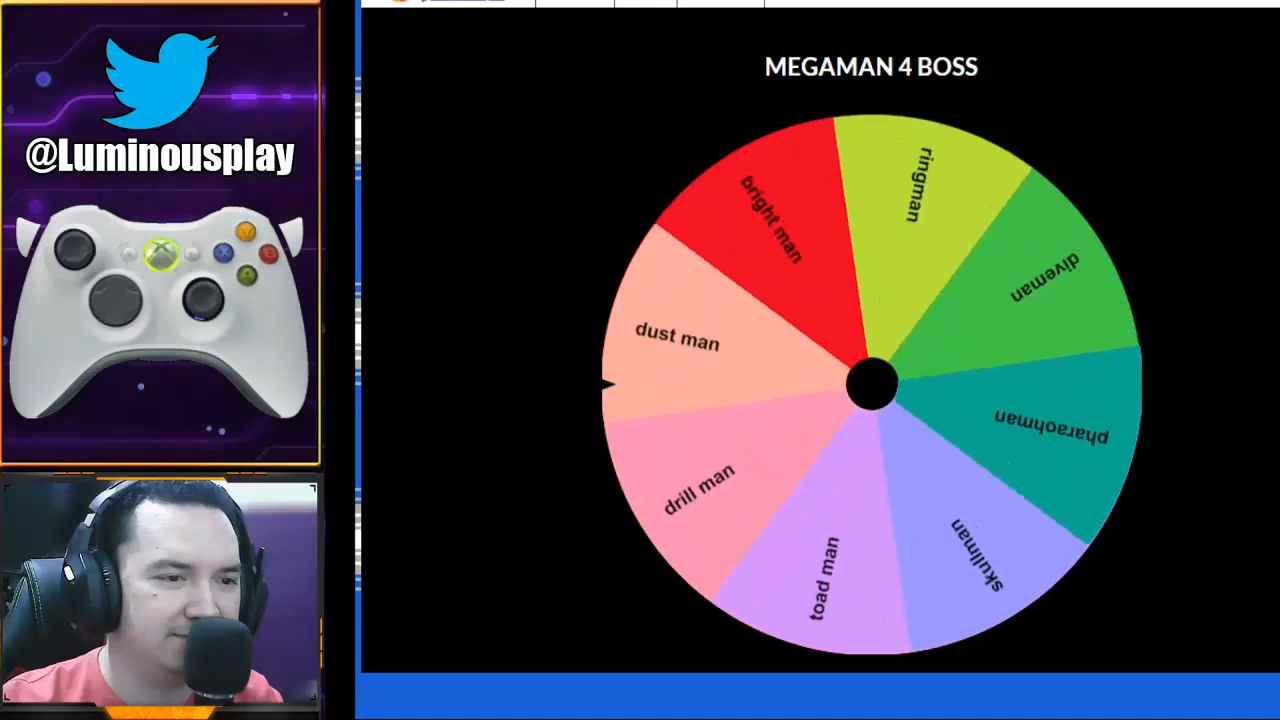 @Luminousplay
Y
X
B
A
MEGAMAN 4 BOSS
bright man
ringman
diveman
dust man
pharaohman
drill man
toad man
skullman